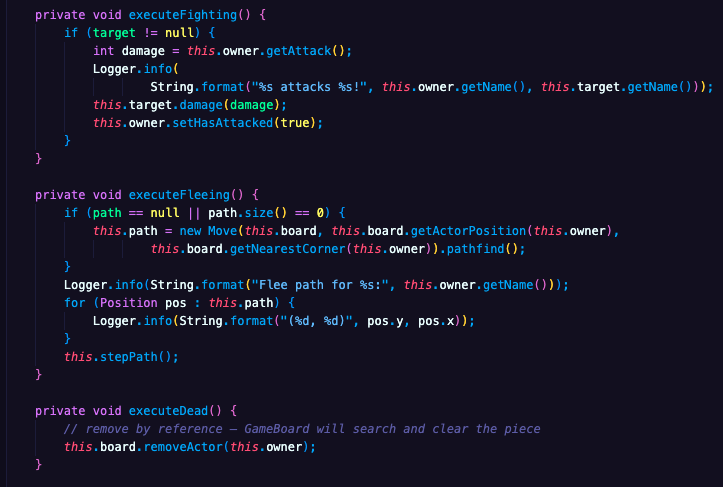 private void executeFighting() {
if (target != null) {
int damage = this.owner.getAttack();
Logger.info(
String.format("%s attacks %s!", this.owner.getName(), this.target.getName()));
this.target.damage(damage);
this.owner.setHasAttacked(true);
}
}
private void executeFleeing() {
if (path == null || path.size() == 0) {
this.path = new Move(this.board, this.board.getActorPosition(this.owner),
this.board.getNearestCorner(this.owner)).pathfind();
}
Logger.info(String.format("Flee path for %s:", this.owner.getName()));
for (Position pos : this.path) {
Logger.info(String.format("(%d, %d)", pos.y, pos.x));
}
this.stepPath();
}
private void executeDead() {
// remove by reference — GameBoard will search and clear the piece
this.board.removeActor(this.owner);
}